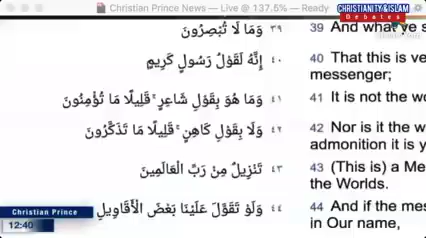 Christian Prince News — Live @ 137.5% — Ready
CHRISTIANITY&ISLAM
Debates
٣٩ وَمَا لَا تُبْصِرُونَ
39 And what ye s
٤٠ إِنَّهُ لَقَوْلُ رَسُولٍ كَرِيمٍ
40 That this is ve
messenger;
٤١ وَمَا هُوَ بِقَوْلِ شَاعِرٍ ۚ قَلِيلًا مَا تُؤْمِنُونَ
41 It is not the wo
٤٢ وَلَا بِقَوْلِ كَاهِنٍ ۚ قَلِيلًا مَا تَذَكَّرُونَ
42 Nor is it the w
admonition it is y
٤٣ تَنْزِيلٌ مِنْ رَبِّ الْعَالَمِينَ
43 (This is) a Me
the Worlds.
٤٤ وَلَوْ تَقَوَّلَ عَلَيْنَا بَعْضَ الْأَقَاوِيلِ
44 And if the mes
in Our name,
Christian Prince
12:40